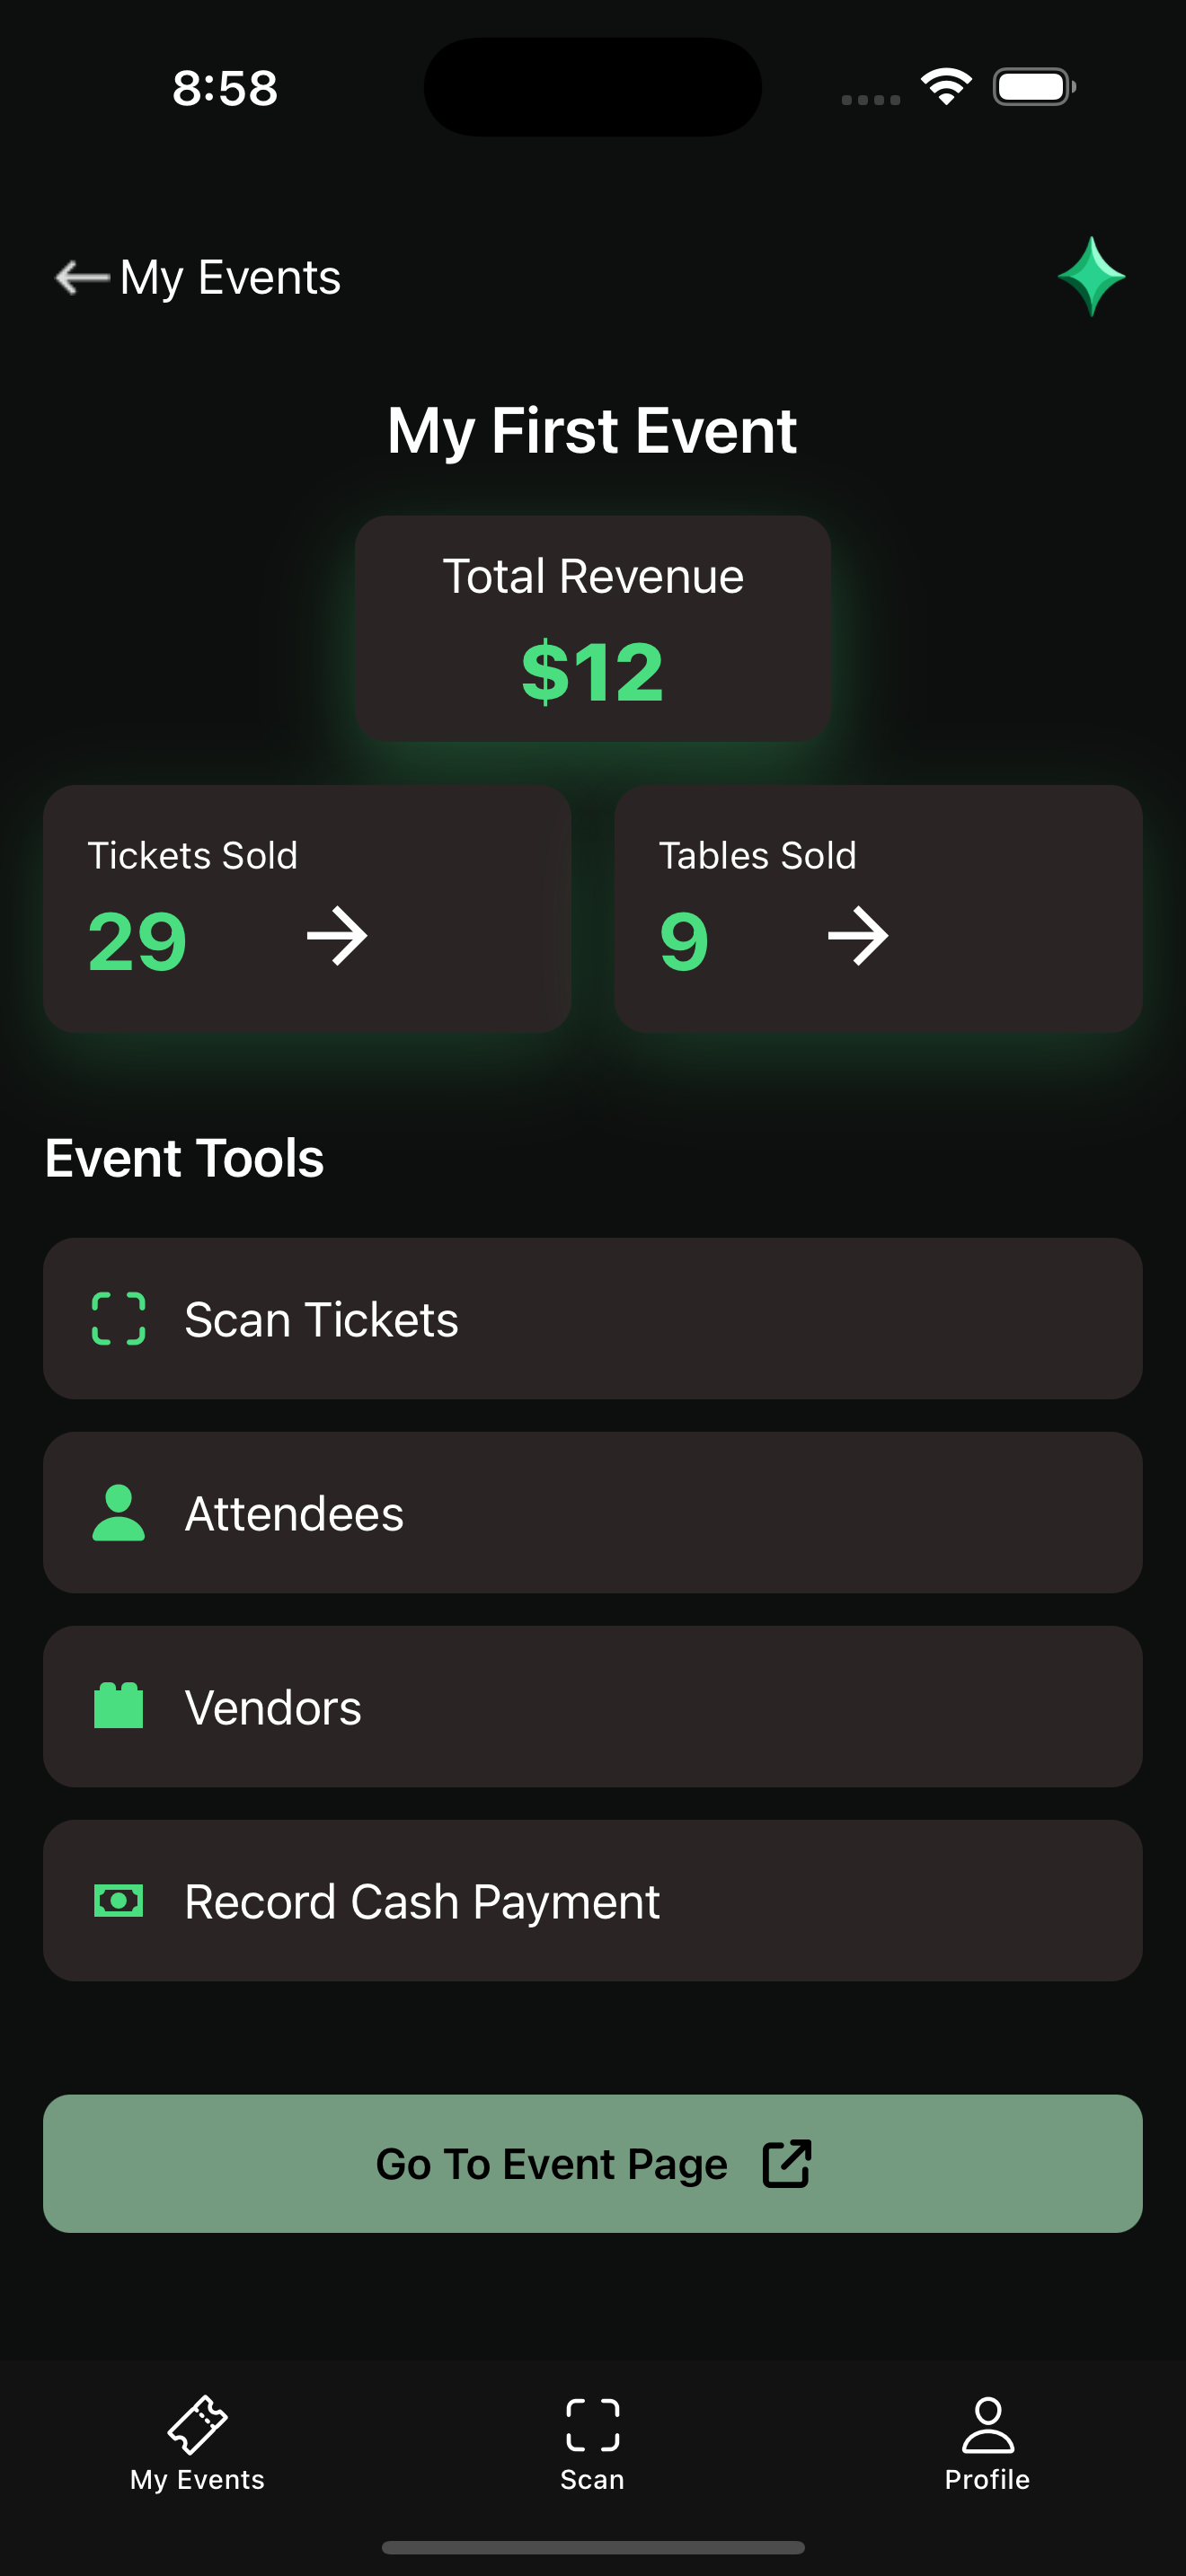 8:58
My Events
My First Event
Total Revenue
$12
Tickets Sold
29
Tables Sold
9
Event Tools
Scan Tickets
Attendees
Vendors
Record Cash Payment
Go To Event Page
My Events
Scan
Profile